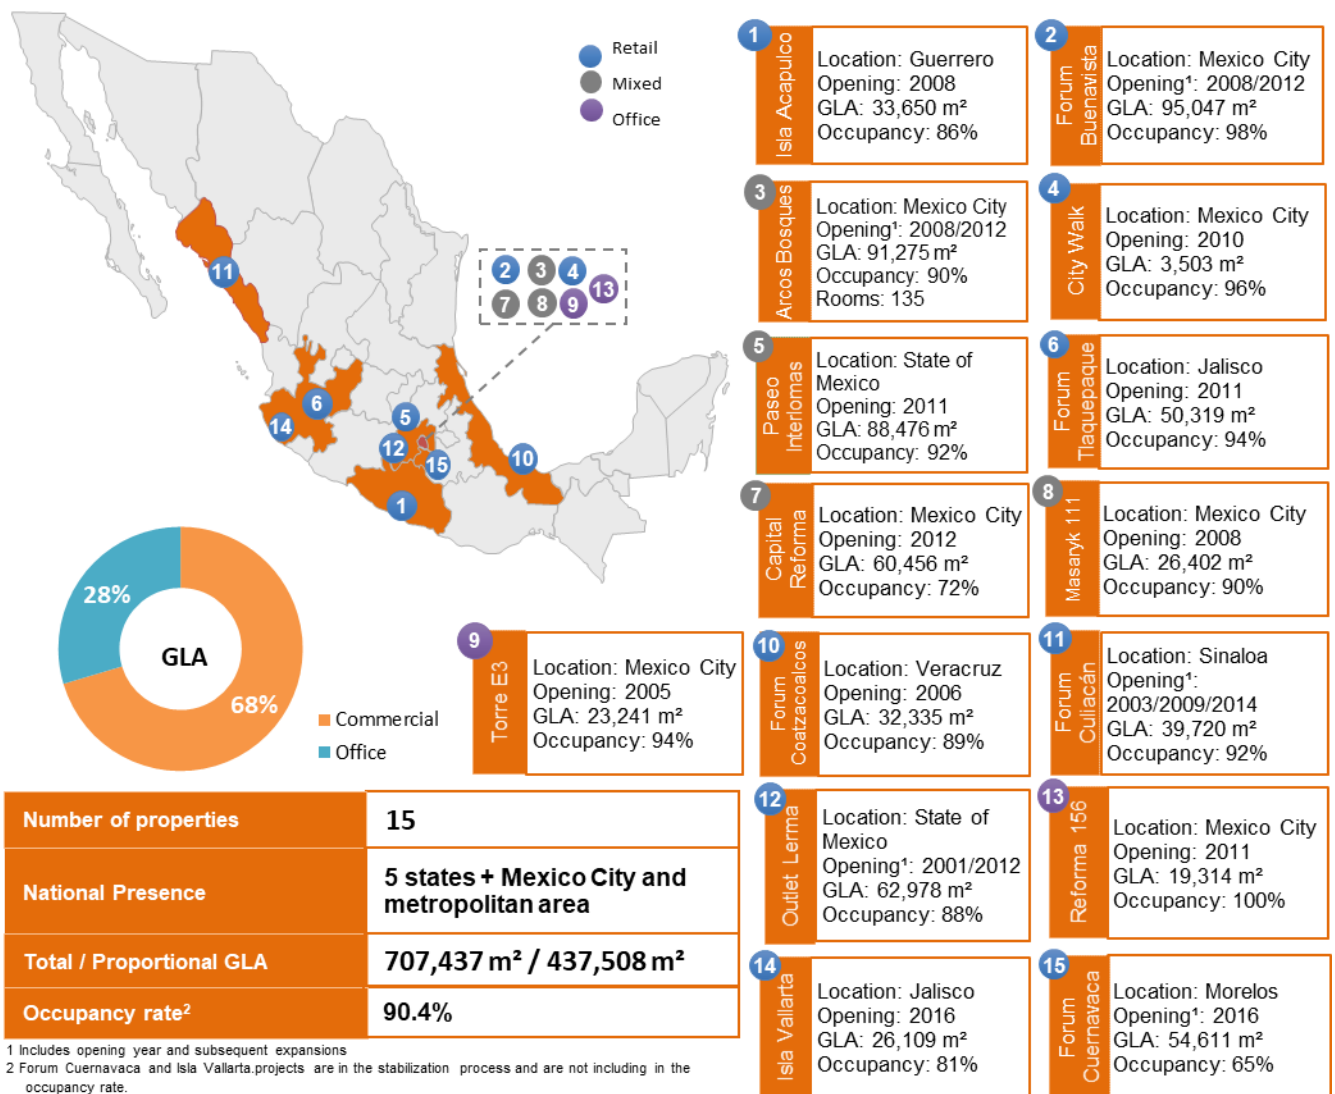 Retail
Mixed
Office
11
2
3
4
13
7
8
9
6
14
5
12
15
10
1
28%
GLA
68%
Commercial
Office
1
Isla Acapulco
Location: Guerrero
Opening: 2008
GLA: 33,650 m²
Occupancy: 86%
2
Forum
Buenavista
Location: Mexico City
Opening¹: 2008/2012
GLA: 95,047 m²
Occupancy: 98%
3
Arcos Bosques
Location: Mexico City
Opening¹: 2008/2012
GLA: 91,275 m²
Occupancy: 90%
Rooms: 135
4
City Walk
Location: Mexico City
Opening: 2010
GLA: 3,503 m²
Occupancy: 96%
5
Paseo
Interlomas
Location: State of
Mexico
Opening: 2011
GLA: 88,476 m²
Occupancy: 92%
6
Forum
Tlaquepaque
Location: Jalisco
Opening: 2011
GLA: 50,319 m²
Occupancy: 94%
7
Capital
Reforma
Location: Mexico City
Opening: 2012
GLA: 60,456 m²
Occupancy: 72%
8
Masaryk 111
Location: Mexico City
Opening: 2008
GLA: 26,402 m²
Occupancy: 90%
9
Torre E3
Location: Mexico City
Opening: 2005
GLA: 23,241 m²
Occupancy: 94%
10
Forum
Coatzacoalcos
Location: Veracruz
Opening: 2006
GLA: 32,335 m²
Occupancy: 89%
11
Forum
Culiacán
Location: Sinaloa
Opening¹:
2003/2009/2014
GLA: 39,720 m²
Occupancy: 92%
12
Outlet Lerma
Location: State of
Mexico
Opening¹: 2001/2012
GLA: 62,978 m²
Occupancy: 88%
13
Reforma 156
Location: Mexico City
Opening: 2011
GLA: 19,314 m²
Occupancy: 100%
14
Isla Vallarta
Location: Jalisco
Opening: 2016
GLA: 26,109 m²
Occupancy: 81%
15
Forum
Cuernavaca
Location: Morelos
Opening¹: 2016
GLA: 54,611 m²
Occupancy: 65%
Number of properties
15
National Presence
5 states + Mexico City and
metropolitan area
Total / Proportional GLA
707,437 m² / 437,508 m²
Occupancy rate²
90.4%
1 Includes opening year and subsequent expansions
2 Forum Cuernavaca and Isla Vallarta.projects are in the stabilization process and are not including in the
occupancy rate.